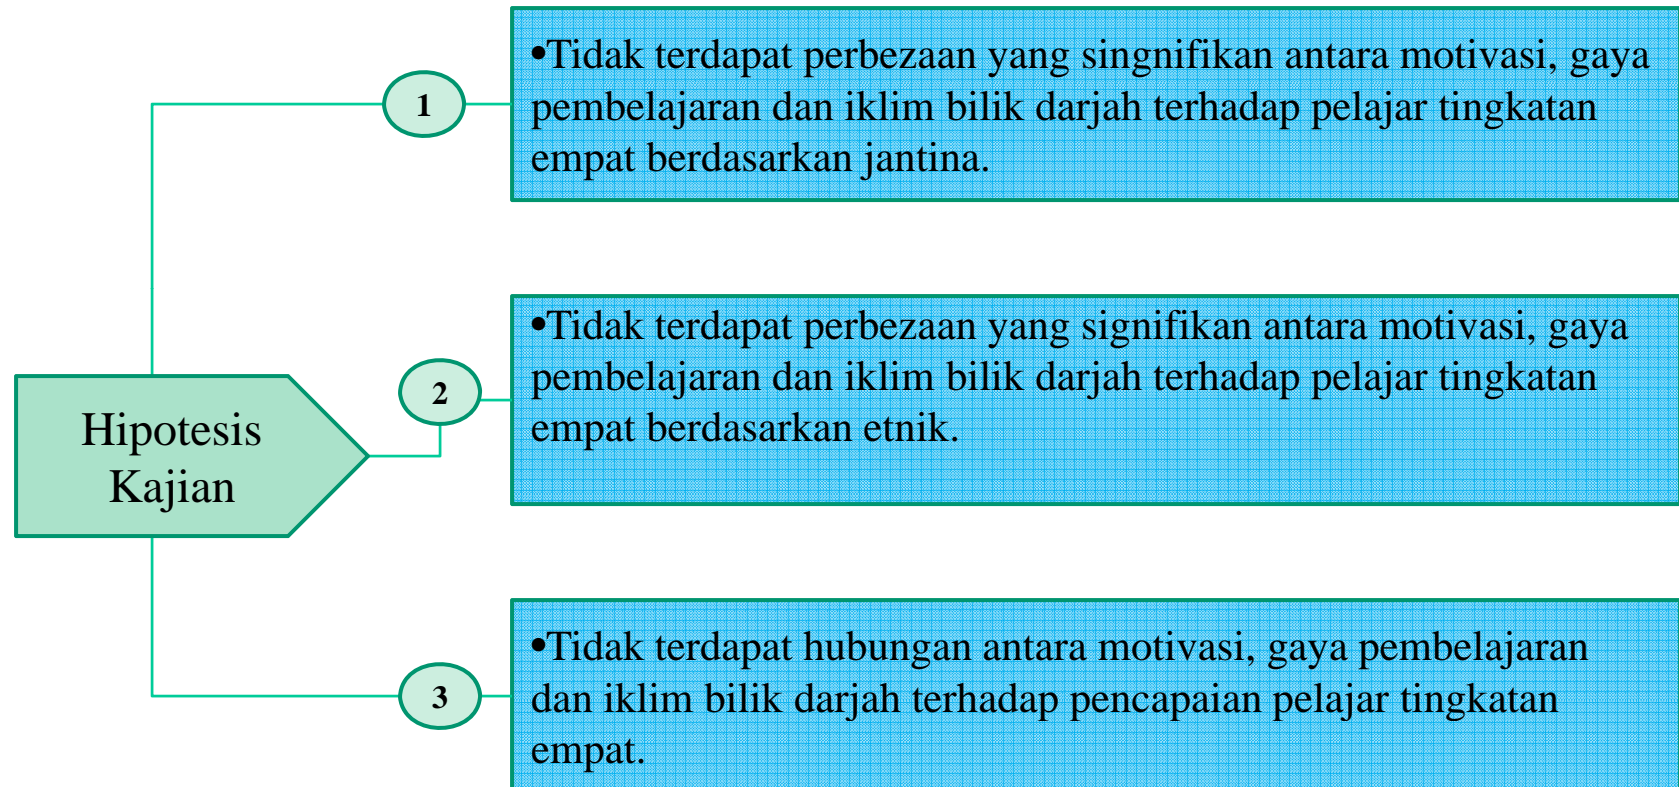 1
•Tidak terdapat perbezaan yang singnifikan antara motivasi, gaya
pembelajaran dan iklim bilik darjah terhadap pelajar tingkatan
empat berdasarkan jantina.
Hipotesis
Kajian
2
•Tidak terdapat perbezaan yang signifikan antara motivasi, gaya
pembelajaran dan iklim bilik darjah terhadap pelajar tingkatan
empat berdasarkan etnik.
3
•Tidak terdapat hubungan antara motivasi, gaya pembelajaran
dan iklim bilik darjah terhadap pencapaian pelajar tingkatan
empat.